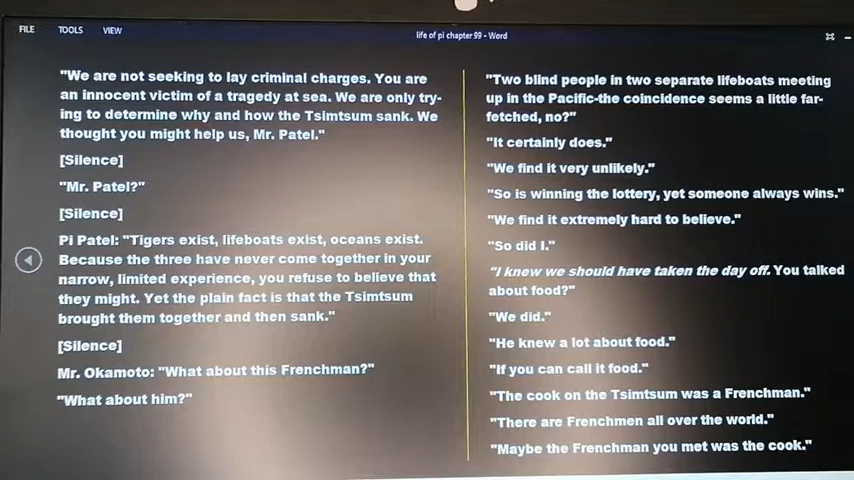 FILE TOOLS VIEW
life of pi chapter 99 - Word
"We are not seeking to lay criminal charges. You are
an innocent victim of a tragedy at sea. We are only try-
ing to determine why and how the Tsimtsum sank. We
thought you might help us, Mr. Patel."
[Silence]
"Mr. Patel?"
[Silence]
Pi Patel: "Tigers exist, lifeboats exist, oceans exist.
Because the three have never come together in your
narrow, limited experience, you refuse to believe that
they might. Yet the plain fact is that the Tsimtsum
brought them together and then sank."
[Silence]
Mr. Okamoto: "What about this Frenchman?"
"What about him?"
"Two blind people in two separate lifeboats meeting
up in the Pacific-the coincidence seems a little far-
fetched, no?"
"It certainly does."
"We find it very unlikely."
"So is winning the lottery, yet someone always wins."
"We find it extremely hard to believe."
"So did I."
"I knew we should have taken the day off. You talked
about food?"
"We did."
"He knew a lot about food."
"If you can call it food."
"The cook on the Tsimtsum was a Frenchman."
"There are Frenchmen all over the world."
"Maybe the Frenchman you met was the cook."